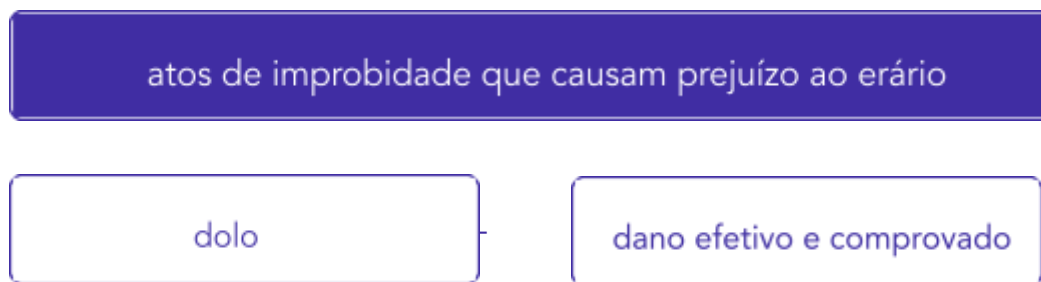 atos de improbidade que causam prejuízo ao erário
dolo
dano efetivo e comprovado